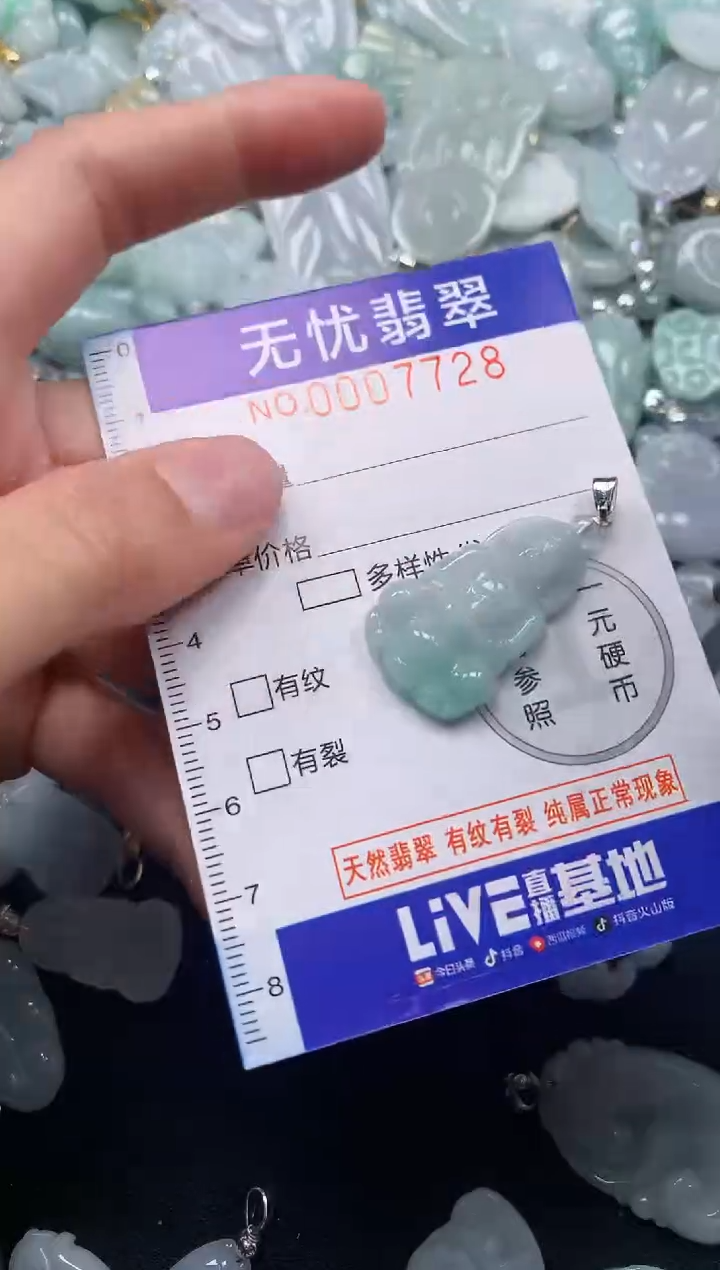 0
无忧翡翠
NO.0007728
价格
多样性
4
有纹
5
有裂
6
一元硬币
参照
天然翡翠 有纹有裂 纯属正常现象
7
LiVE直播基地
今日头条 抖音 西瓜视频 抖音火山版
8